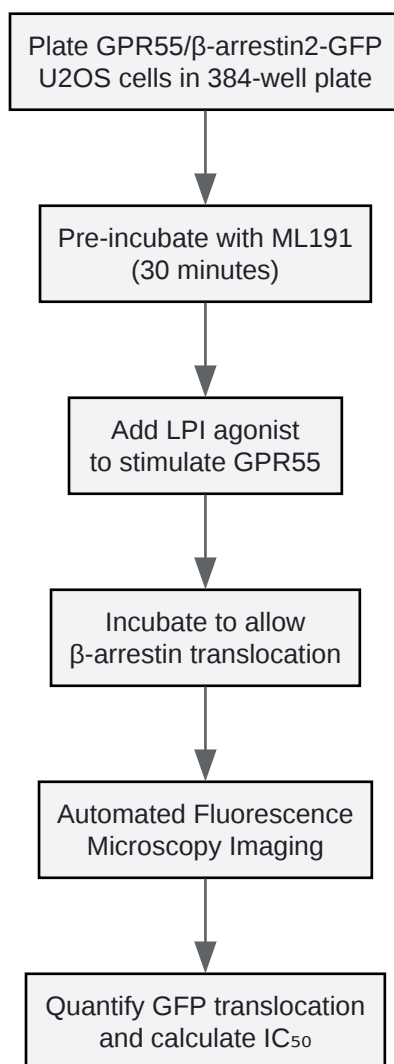 Plate GPR55/β-arrestin2-GFP
U2OS cells in 384-well plate
Pre-incubate with ML191
(30 minutes)
Add LPI agonist
to stimulate GPR55
Incubate to allow
β-arrestin translocation
Automated Fluorescence
Microscopy Imaging
Quantify GFP translocation
and calculate IC₅₀